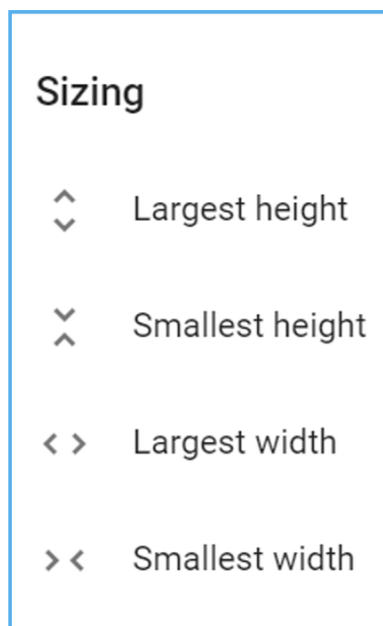 Sizing
Largest height
Smallest height
Largest width
Smallest width